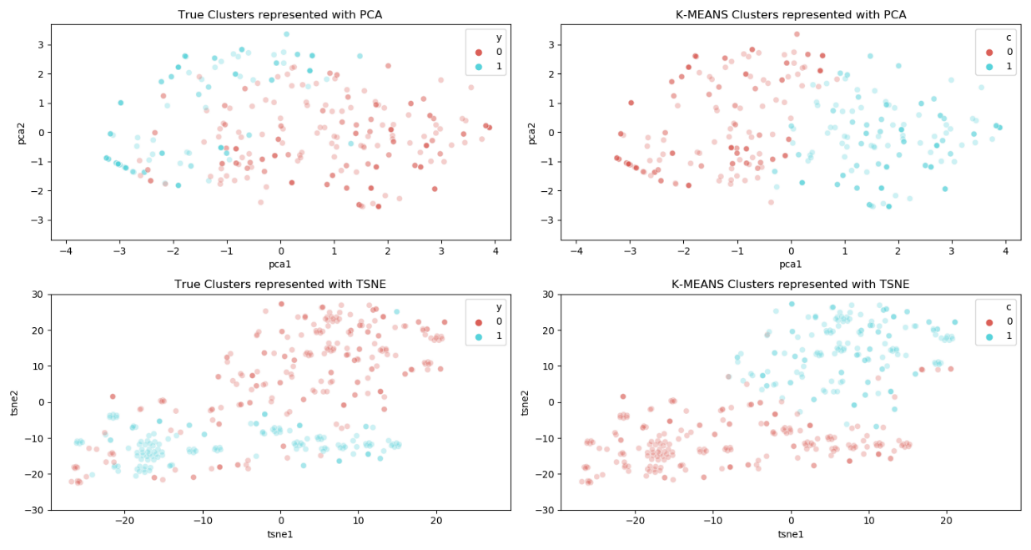 True Clusters represented with PCA
K-MEANS Clusters represented with PCA
y
0
1
c
0
1
3
2
1
0
−1
−2
−3
pca2
−4 −3 −2 −1 0 1 2 3 4
pca1
3
2
1
0
−1
−2
−3
pca2
−4 −3 −2 −1 0 1 2 3 4
pca1
True Clusters represented with TSNE
K-MEANS Clusters represented with TSNE
y
0
1
c
0
1
30
20
10
0
−10
−20
−30
tsne2
−20 −10 0 10 20
tsne1
30
20
10
0
−10
−20
−30
tsne2
−20 −10 0 10 20
tsne1